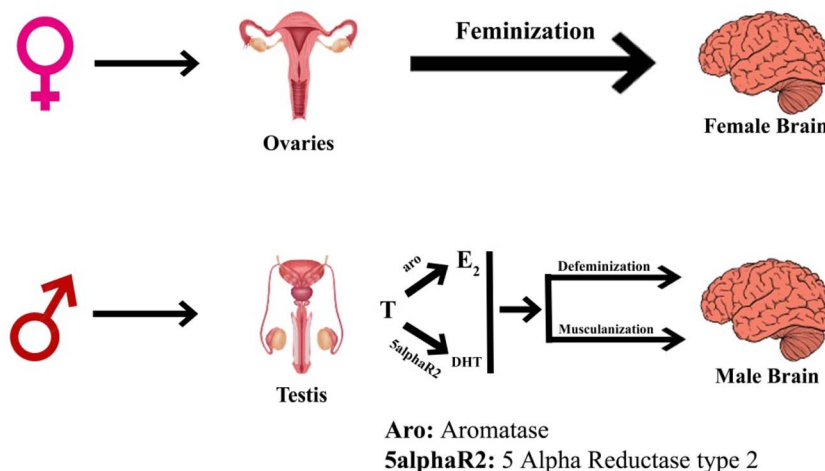 Feminization
Ovaries
Female Brain
aro
E₂
T
5alphaR2
DHT
Defeminization
Musculanization
Testis
Male Brain
Aro: Aromatase
5alphaR2: 5 Alpha Reductase type 2